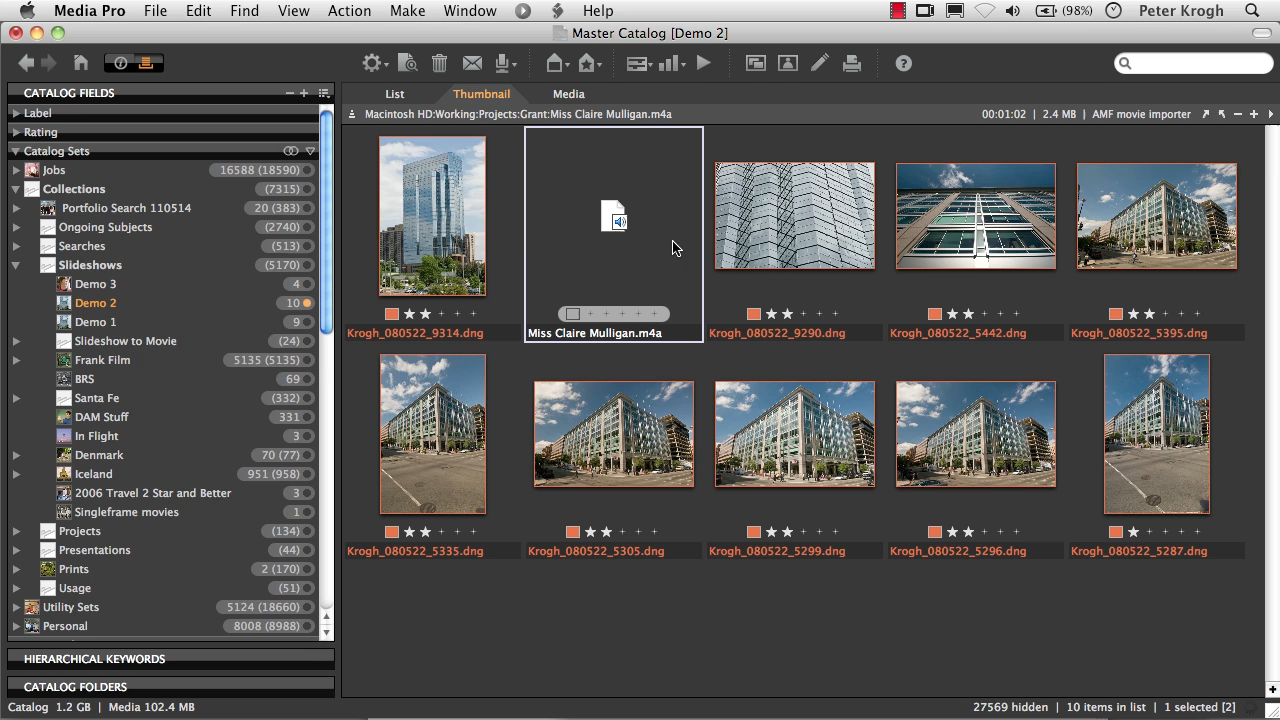 Media Pro File Edit Find View Action Make Window Help (98%) Peter Krogh
Master Catalog [Demo 2]
CATALOG FIELDS
Label
Rating
Catalog Sets
Jobs 16588 (18590)
Collections (7315)
Portfolio Search 110514 20 (383)
Ongoing Subjects (2740)
Searches (513)
Slideshows (5170)
Demo 3 4
Demo 2 10
Demo 1 9
Slideshow to Movie (24)
Frank Film 5135 (5135)
BRS 69
Santa Fe (332)
DAM Stuff 331
In Flight 3
Denmark 70 (77)
Iceland 951 (958)
2006 Travel 2 Star and Better 3
Singleframe movies 1
Projects (134)
Presentations (44)
Prints 2 (170)
Usage (51)
Utility Sets 5124 (18660)
Personal 8008 (8988)
HIERARCHICAL KEYWORDS
CATALOG FOLDERS
List Thumbnail Media
Macintosh HD:Working:Projects:Grant:Miss Claire Mulligan.m4a 00:01:02 | 2.4 MB | AMF movie importer
Krogh_080522_9314.dng
Miss Claire Mulligan.m4a
Krogh_080522_9290.dng
Krogh_080522_5442.dng
Krogh_080522_5395.dng
Krogh_080522_5335.dng
Krogh_080522_5305.dng
Krogh_080522_5299.dng
Krogh_080522_5296.dng
Krogh_080522_5287.dng
Catalog 1.2 GB | Media 102.4 MB
27569 hidden | 10 items in list | 1 selected [2]